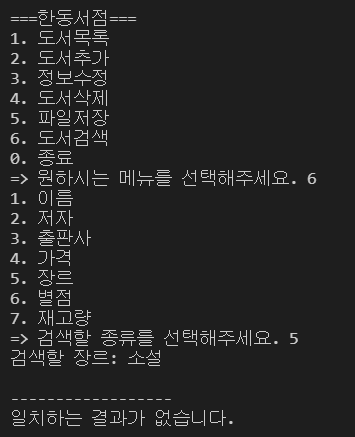 ===한동서점===
1. 도서목록
2. 도서추가
3. 정보수정
4. 도서삭제
5. 파일저장
6. 도서검색
0. 종료
=> 원하시는 메뉴를 선택해주세요. 6
1. 이름
2. 저자
3. 출판사
4. 가격
5. 장르
6. 별점
7. 재고량
=> 검색할 종류를 선택해주세요. 5
검색할 장르: 소설
------------------
일치하는 결과가 없습니다.